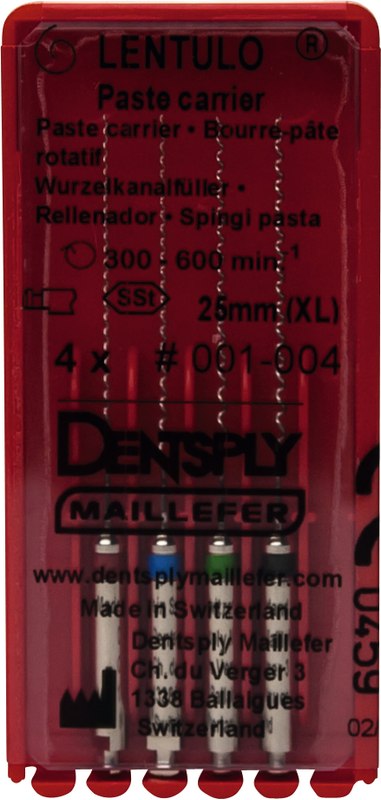 LENTULO ®
Paste carrier
Paste carrier • Bourre-pâte
rotatif
Wurzelkanalfüller •
Rellenador • Spingi pasta
300 - 600 min.⁻¹
SSt 25mm (XL)
4 x # 001-004
DENTSPLY
MAILLEFER
www.dentsplymaillefer.com
Made in Switzerland
Dentsply Maillefer
Ch. du Verger 3
1338 Ballaigues
Switzerland
0459
02/